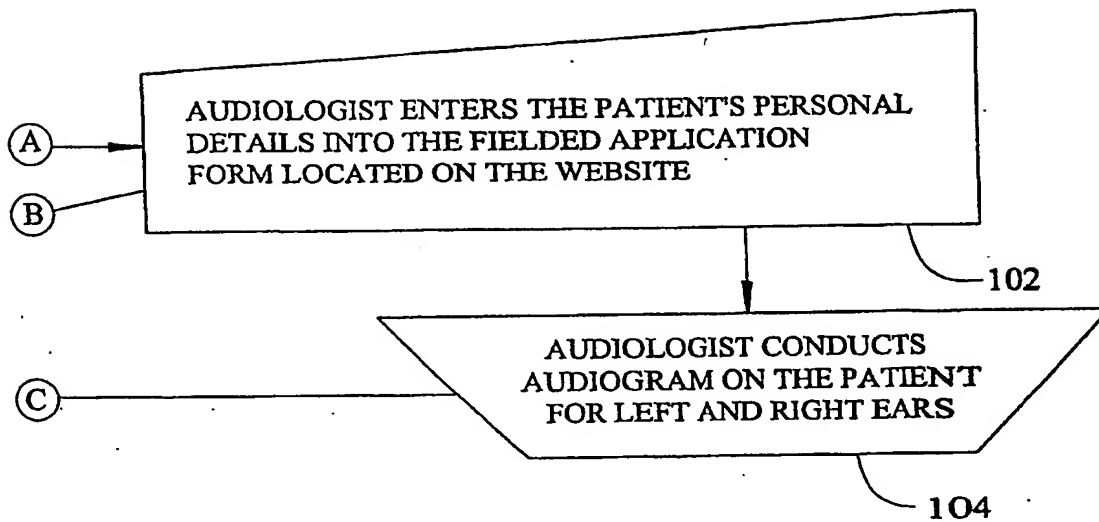 AUDIOLOGIST ENTERS THE PATIENT'S PERSONAL
DETAILS INTO THE FIELDED APPLICATION
FORM LOCATED ON THE WEBSITE
A
B
102
AUDIOLOGIST CONDUCTS
AUDIOGRAM ON THE PATIENT
FOR LEFT AND RIGHT EARS
C
104